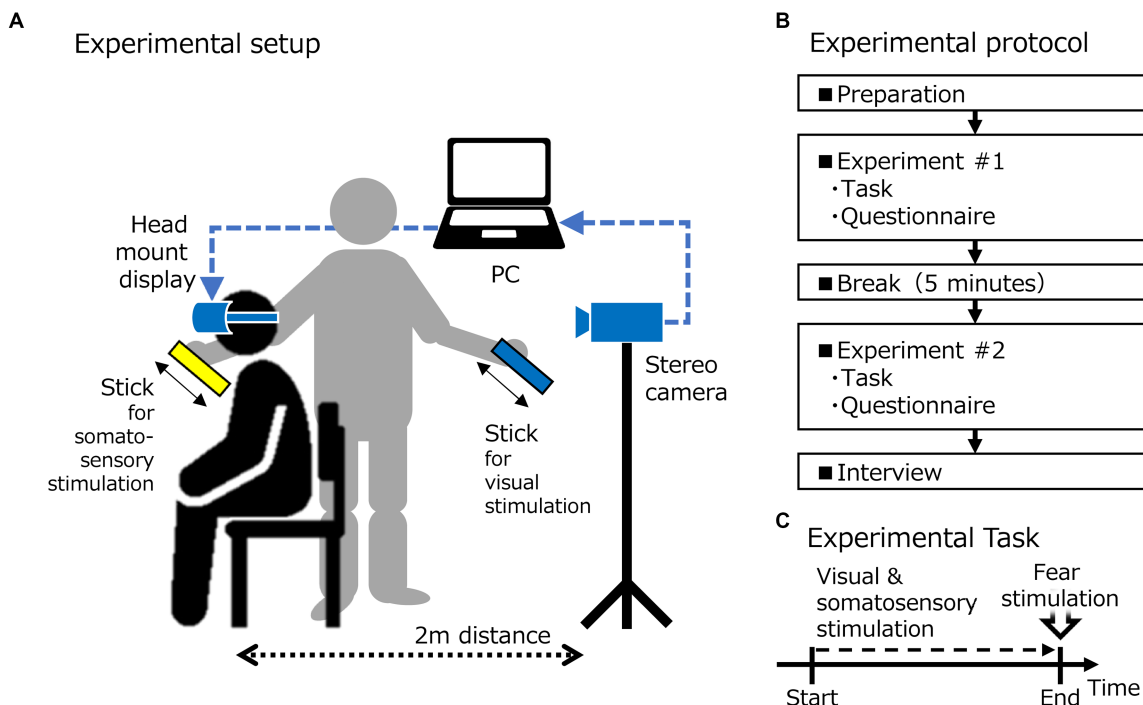 A
Experimental setup
Head
mount
display
PC
Stereo
camera
Stick
for
somato-
sensory
stimulation
Stick
for
visual
stimulation
2m distance
B
Experimental protocol
■ Preparation
■ Experiment #1
・Task
・Questionnaire
■ Break（5 minutes）
■ Experiment #2
・Task
・Questionnaire
■ Interview
C
Experimental Task
Visual &
somatosensory
stimulation
Fear
stimulation
Start
End
Time